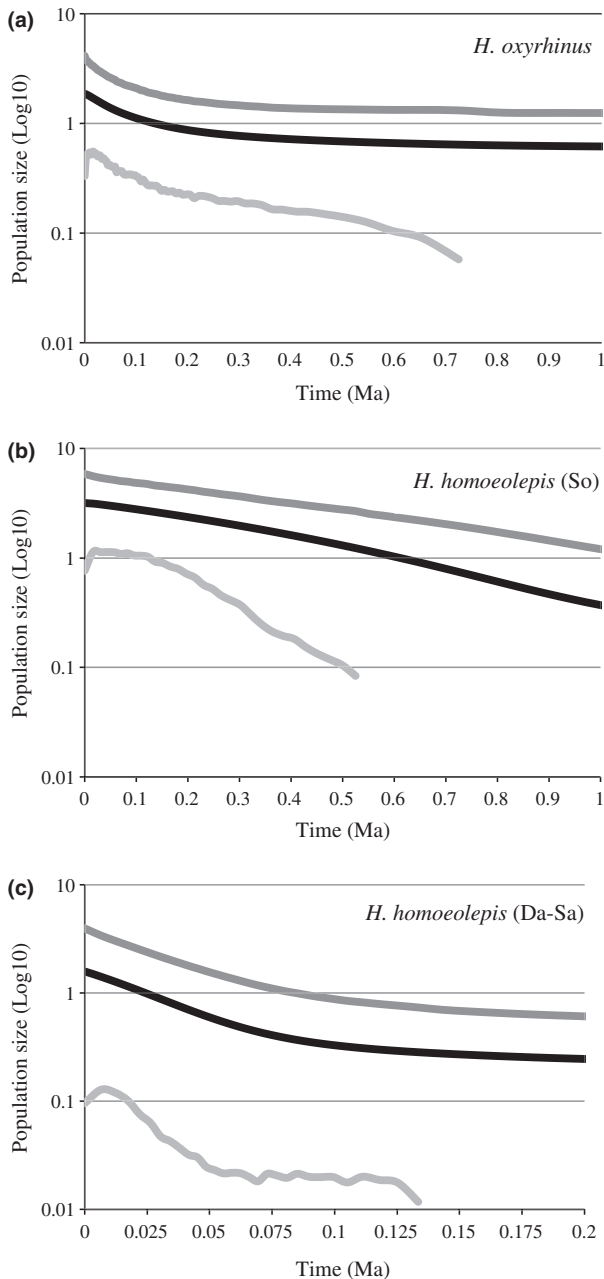 (a)
10
H. oxyrhinus
1
0.1
0.01
Population size (Log10)
0 0.1 0.2 0.3 0.4 0.5 0.6 0.7 0.8 0.9 1
Time (Ma)
(b)
10
H. homoeolepis (So)
1
0.1
0.01
Population size (Log10)
0 0.1 0.2 0.3 0.4 0.5 0.6 0.7 0.8 0.9 1
Time (Ma)
(c)
10
H. homoeolepis (Da-Sa)
1
0.1
0.01
Population size (Log10)
0 0.025 0.05 0.075 0.1 0.125 0.15 0.175 0.2
Time (Ma)